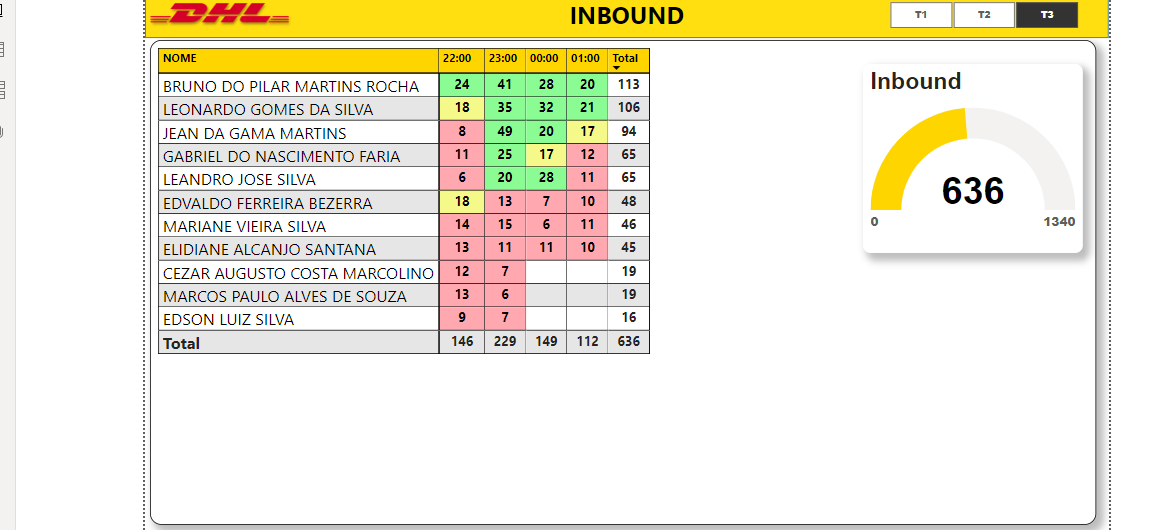 DHL INBOUND T1 T2 T3
NOME 22:00 23:00 00:00 01:00 Total
BRUNO DO PILAR MARTINS ROCHA 24 41 28 20 113
LEONARDO GOMES DA SILVA 18 35 32 21 106
JEAN DA GAMA MARTINS 8 49 20 17 94
GABRIEL DO NASCIMENTO FARIA 11 25 17 12 65
LEANDRO JOSE SILVA 6 20 28 11 65
EDVALDO FERREIRA BEZERRA 18 13 7 10 48
MARIANE VIEIRA SILVA 14 15 6 11 46
ELIDIANE ALCANJO SANTANA 13 11 11 10 45
CEZAR AUGUSTO COSTA MARCOLINO 12 7 19
MARCOS PAULO ALVES DE SOUZA 13 6 19
EDSON LUIZ SILVA 9 7 16
Total 146 229 149 112 636
Inbound
636
0 1340